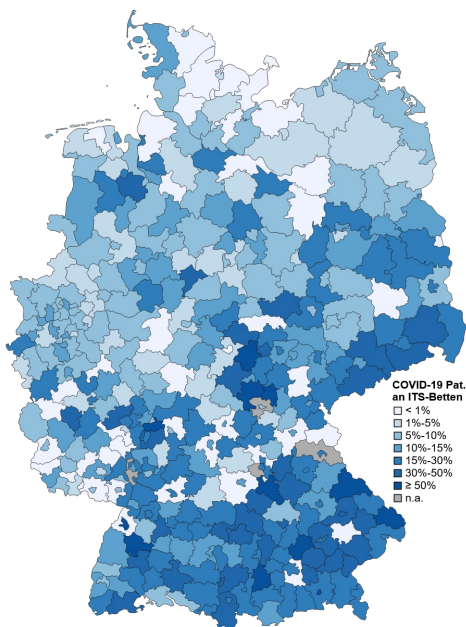 COVID-19 Pat.
an ITS-Betten
< 1%
1%-5%
5%-10%
10%-15%
15%-30%
30%-50%
≥ 50%
n.a.